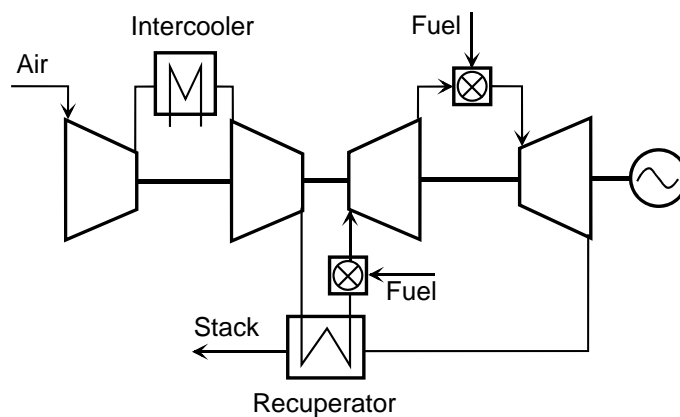 Intercooler
Fuel
Air
Fuel
Stack
Recuperator